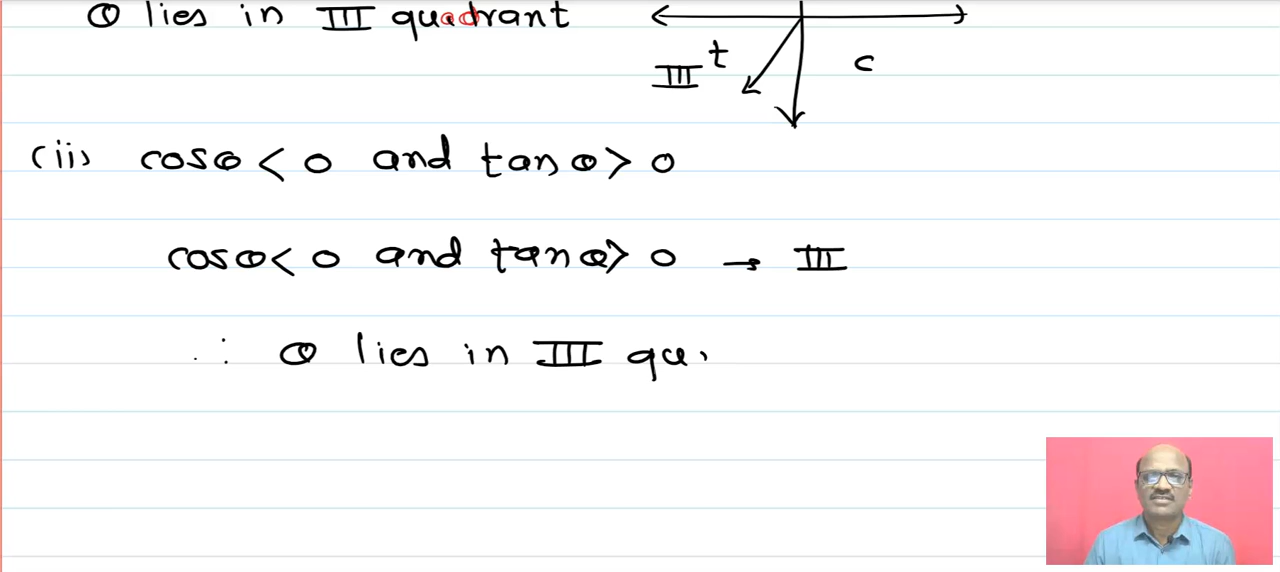 θ lies in III quadrant
III t c
(ii) cosθ < 0 and tanθ > 0
cosθ < 0 and tanθ > 0 → III
∴ θ lies in III qu